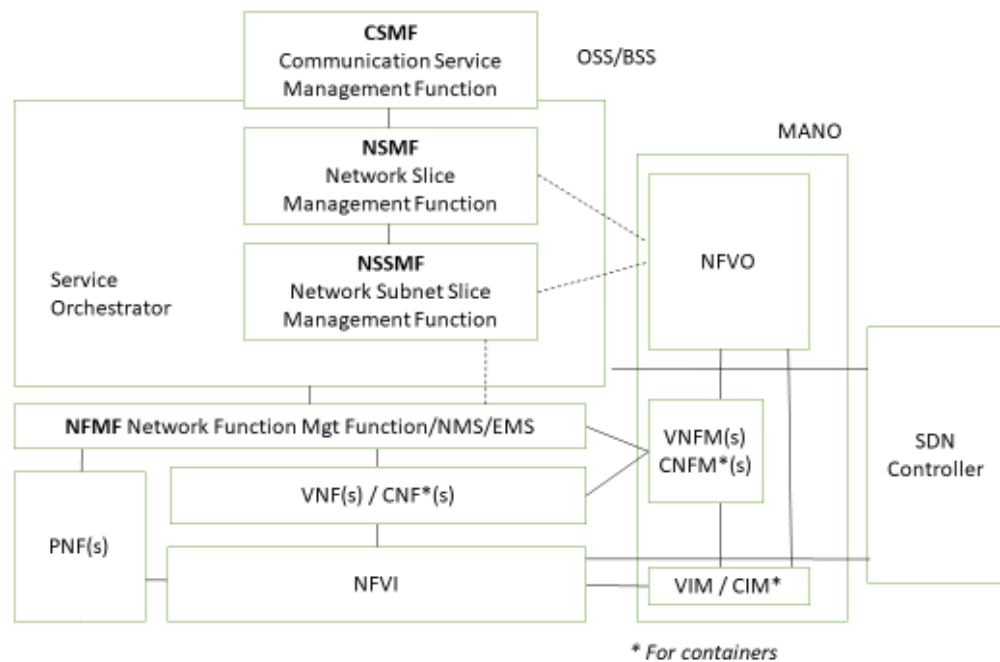 CSMF
Communication Service
Management Function
OSS/BSS
MANO
NSMF
Network Slice
Management Function
NFVO
NSSMF
Network Subnet Slice
Management Function
Service
Orchestrator
NFMF Network Function Mgt Function/NMS/EMS
VNFM(s)
CNFM*(s)
SDN
Controller
VNF(s) / CNF*(s)
PNF(s)
NFVI
VIM / CIM*
* For containers